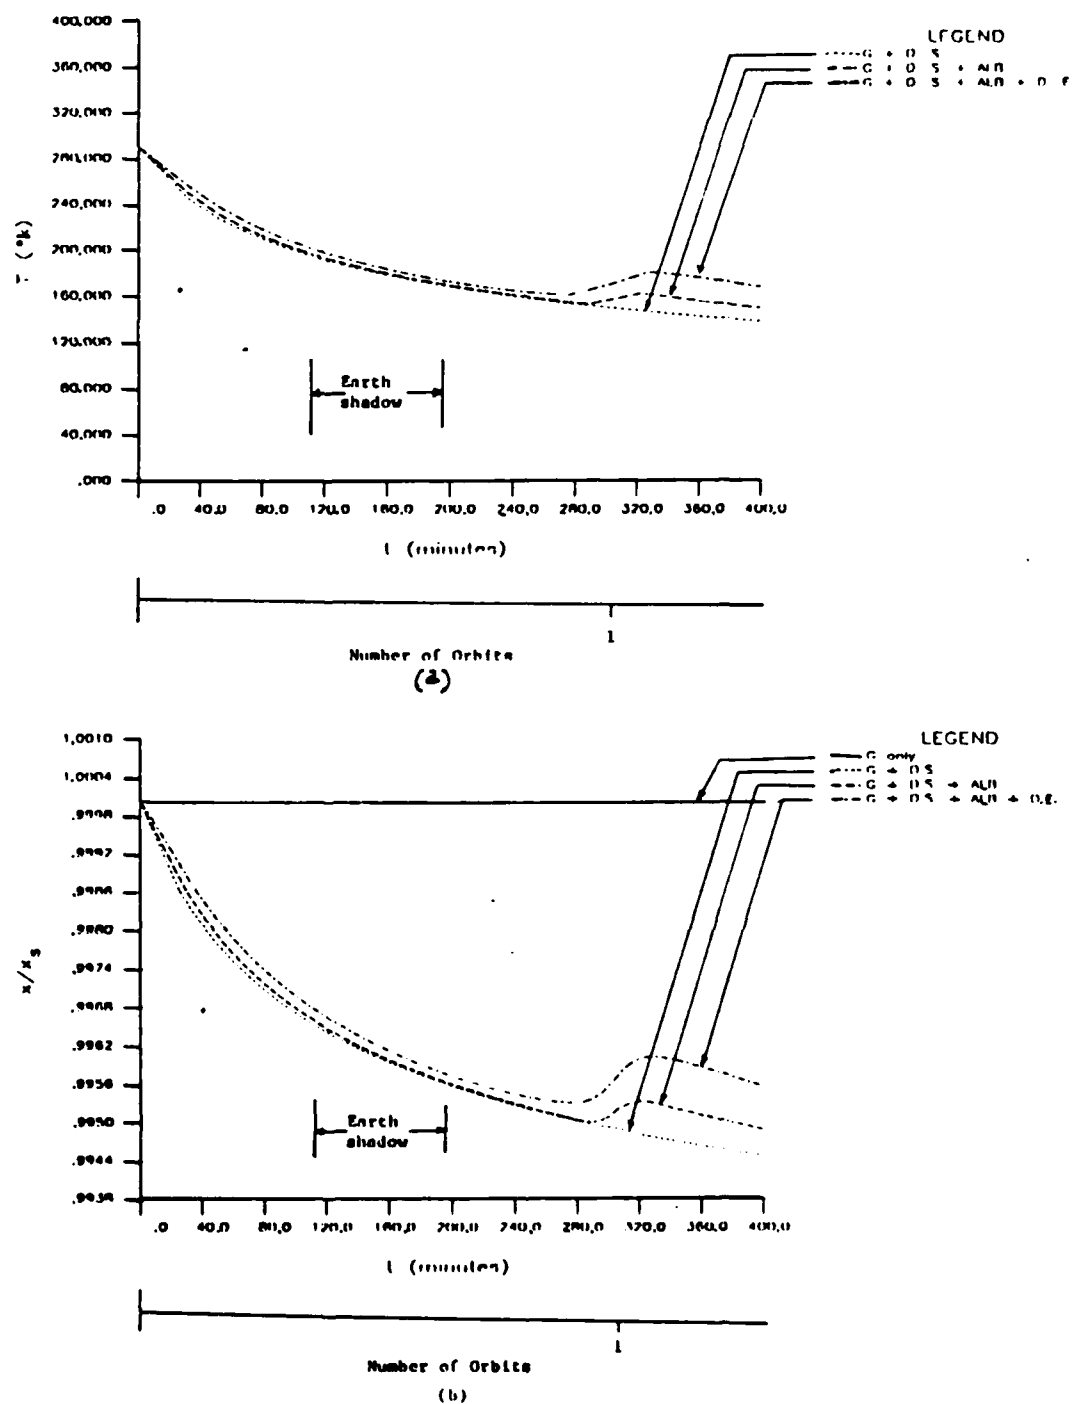 400,000
360,000
320,000
280,000
240,000
200,000
160,000
120,000
80,000
40,000
.000
T (°k)
LEGEND
G + D S
G + D S + ALB
G + D S + ALB + D E
Earth
shadow
.0 40.0 80.0 120.0 160.0 200.0 240.0 280.0 320.0 360.0 400.0
t (minutes)
1
Number of Orbits
(a)
1.0010
1.0004
.9998
.9992
.9986
.9980
.9974
.9968
.9962
.9956
.9950
.9944
.9938
x/xs
LEGEND
G only
G + D.S
G + D.S + ALB
G + D.S + ALB + D.E.
Earth
shadow
.0 40.0 80.0 120.0 160.0 200.0 240.0 280.0 320.0 360.0 400.0
t (minutes)
1
Number of Orbits
(b)